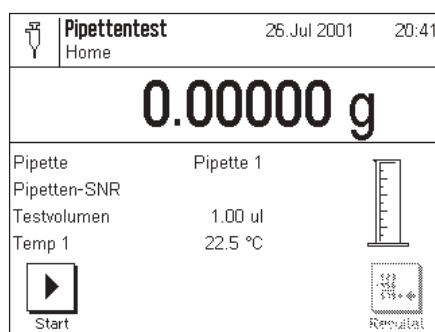 Pipettentest 26.Jul 2001 20:41
Home
0.00000 g
Pipette Pipette 1
Pipetten-SNR
Testvolumen 1.00 ul
Temp 1 22.5 °C
Start Resultat